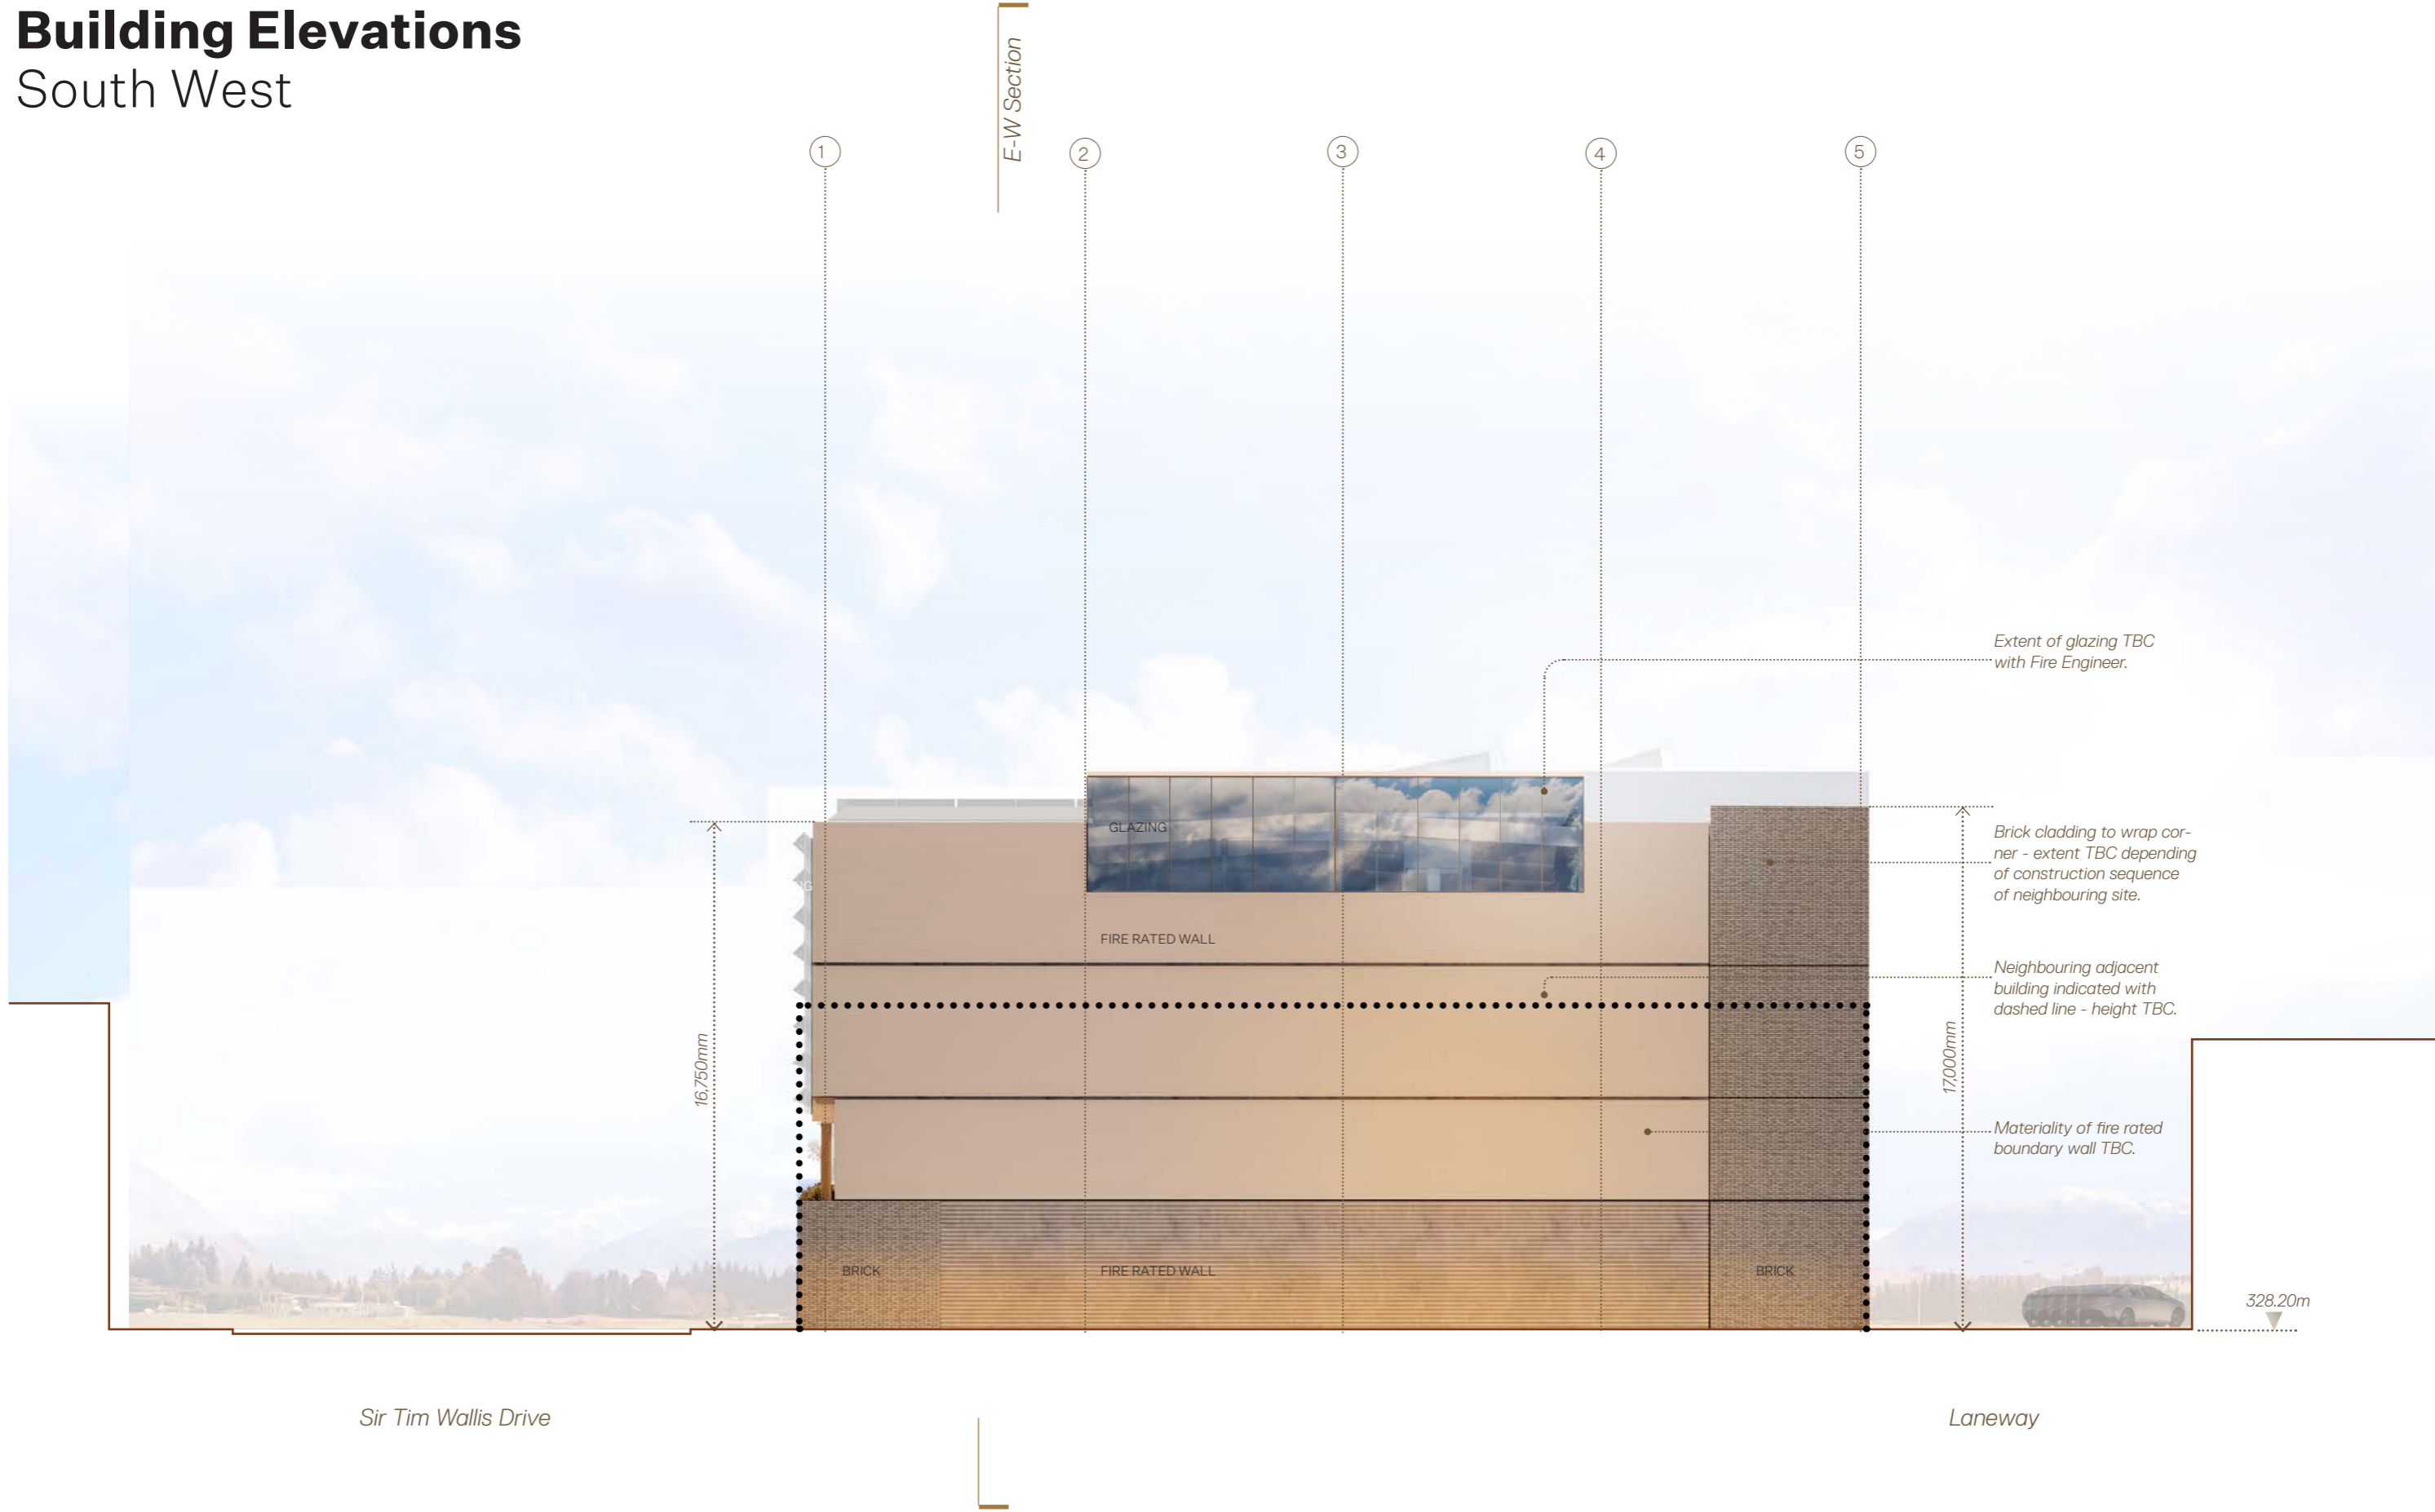 Building Elevations
South West
E-W Section
1
2
3
4
5
Extent of glazing TBC
with Fire Engineer.
GLAZING
Brick cladding to wrap cor-
ner - extent TBC depending
of construction sequence
of neighbouring site.
NG
FIRE RATED WALL
Neighbouring adjacent
building indicated with
dashed line - height TBC.
16,750mm
17,000mm
Materiality of fire rated
boundary wall TBC.
BRICK
FIRE RATED WALL
BRICK
328.20m
Sir Tim Wallis Drive
Laneway